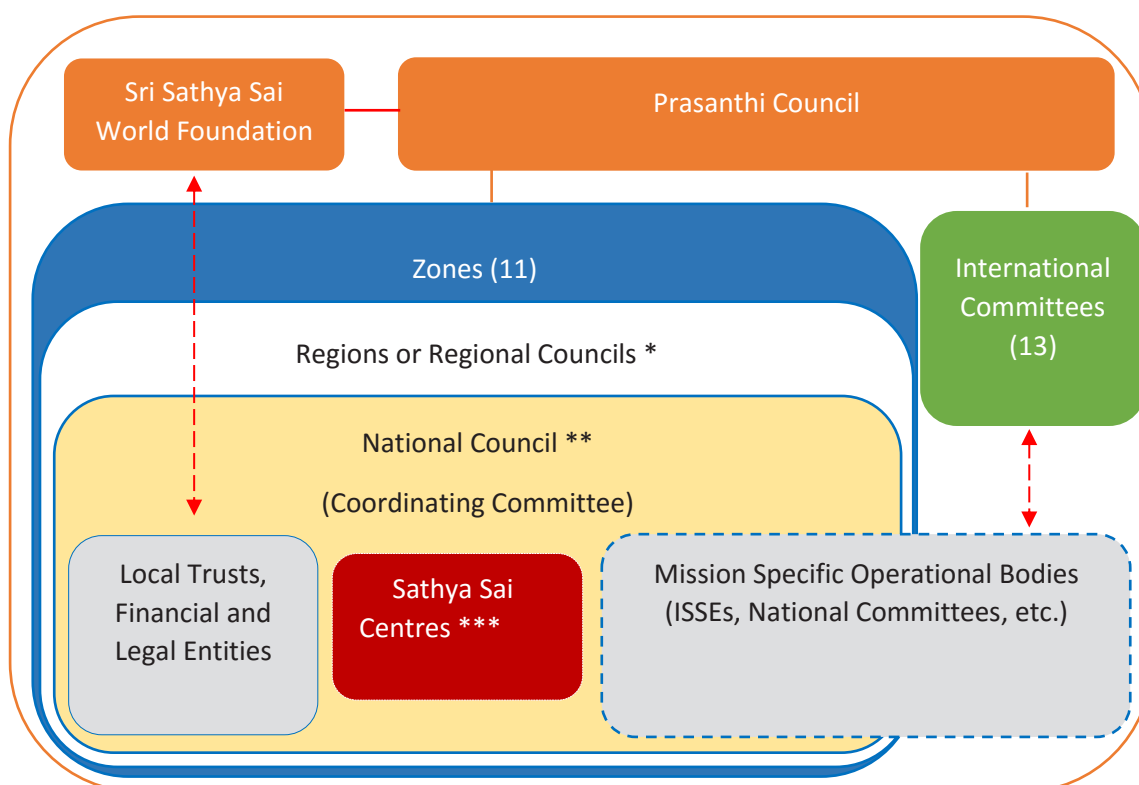 Sri Sathya Sai
World Foundation
Prasanthi Council
Zones (11)
International
Committees
(13)
Regions or Regional Councils *
National Council **
(Coordinating Committee)
Local Trusts,
Financial and
Legal Entities
Sathya Sai
Centres ***
Mission Specific Operational Bodies
(ISSEs, National Committees, etc.)